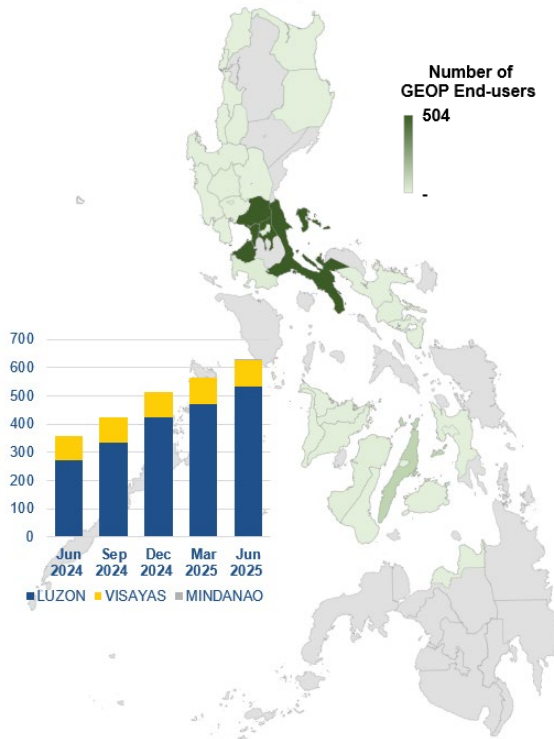 Number of
GEOP End-users
504
-
700
600
500
400
300
200
100
0
Jun
2024
Sep
2024
Dec
2024
Mar
2025
Jun
2025
LUZON
VISAYAS
MINDANAO